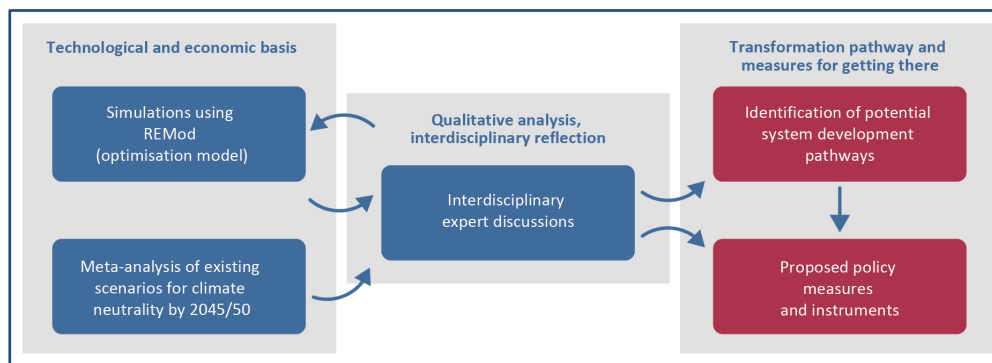 Technological and economic basis
Simulations using
REMod
(optimisation model)
Meta-analysis of existing
scenarios for climate
neutrality by 2045/50
Qualitative analysis,
interdisciplinary reflection
Interdisciplinary
expert discussions
Transformation pathway and
measures for getting there
Identification of potential
system development
pathways
Proposed policy
measures
and instruments